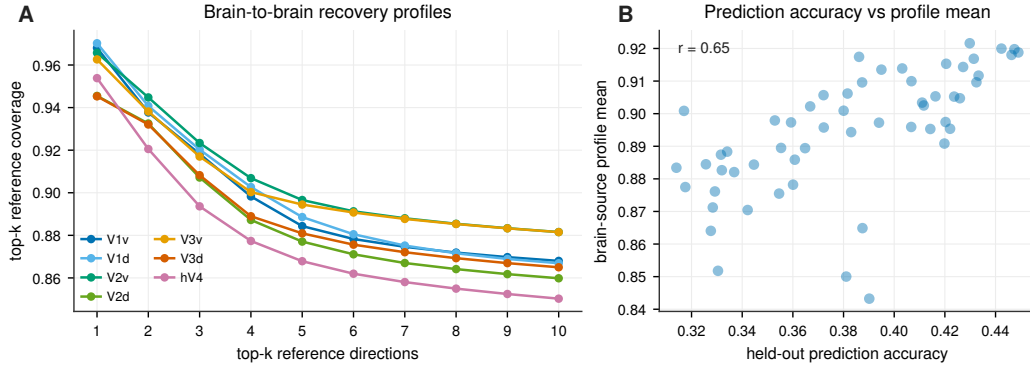 A
Brain-to-brain recovery profiles
top-k reference coverage
0.96
0.94
0.92
0.90
0.88
0.86
V1v
V1d
V2v
V2d
V3v
V3d
hV4
1 2 3 4 5 6 7 8 9 10
top-k reference directions
B
Prediction accuracy vs profile mean
r = 0.65
brain-source profile mean
0.92
0.91
0.90
0.89
0.88
0.87
0.86
0.85
0.84
0.32 0.34 0.36 0.38 0.40 0.42 0.44
held-out prediction accuracy